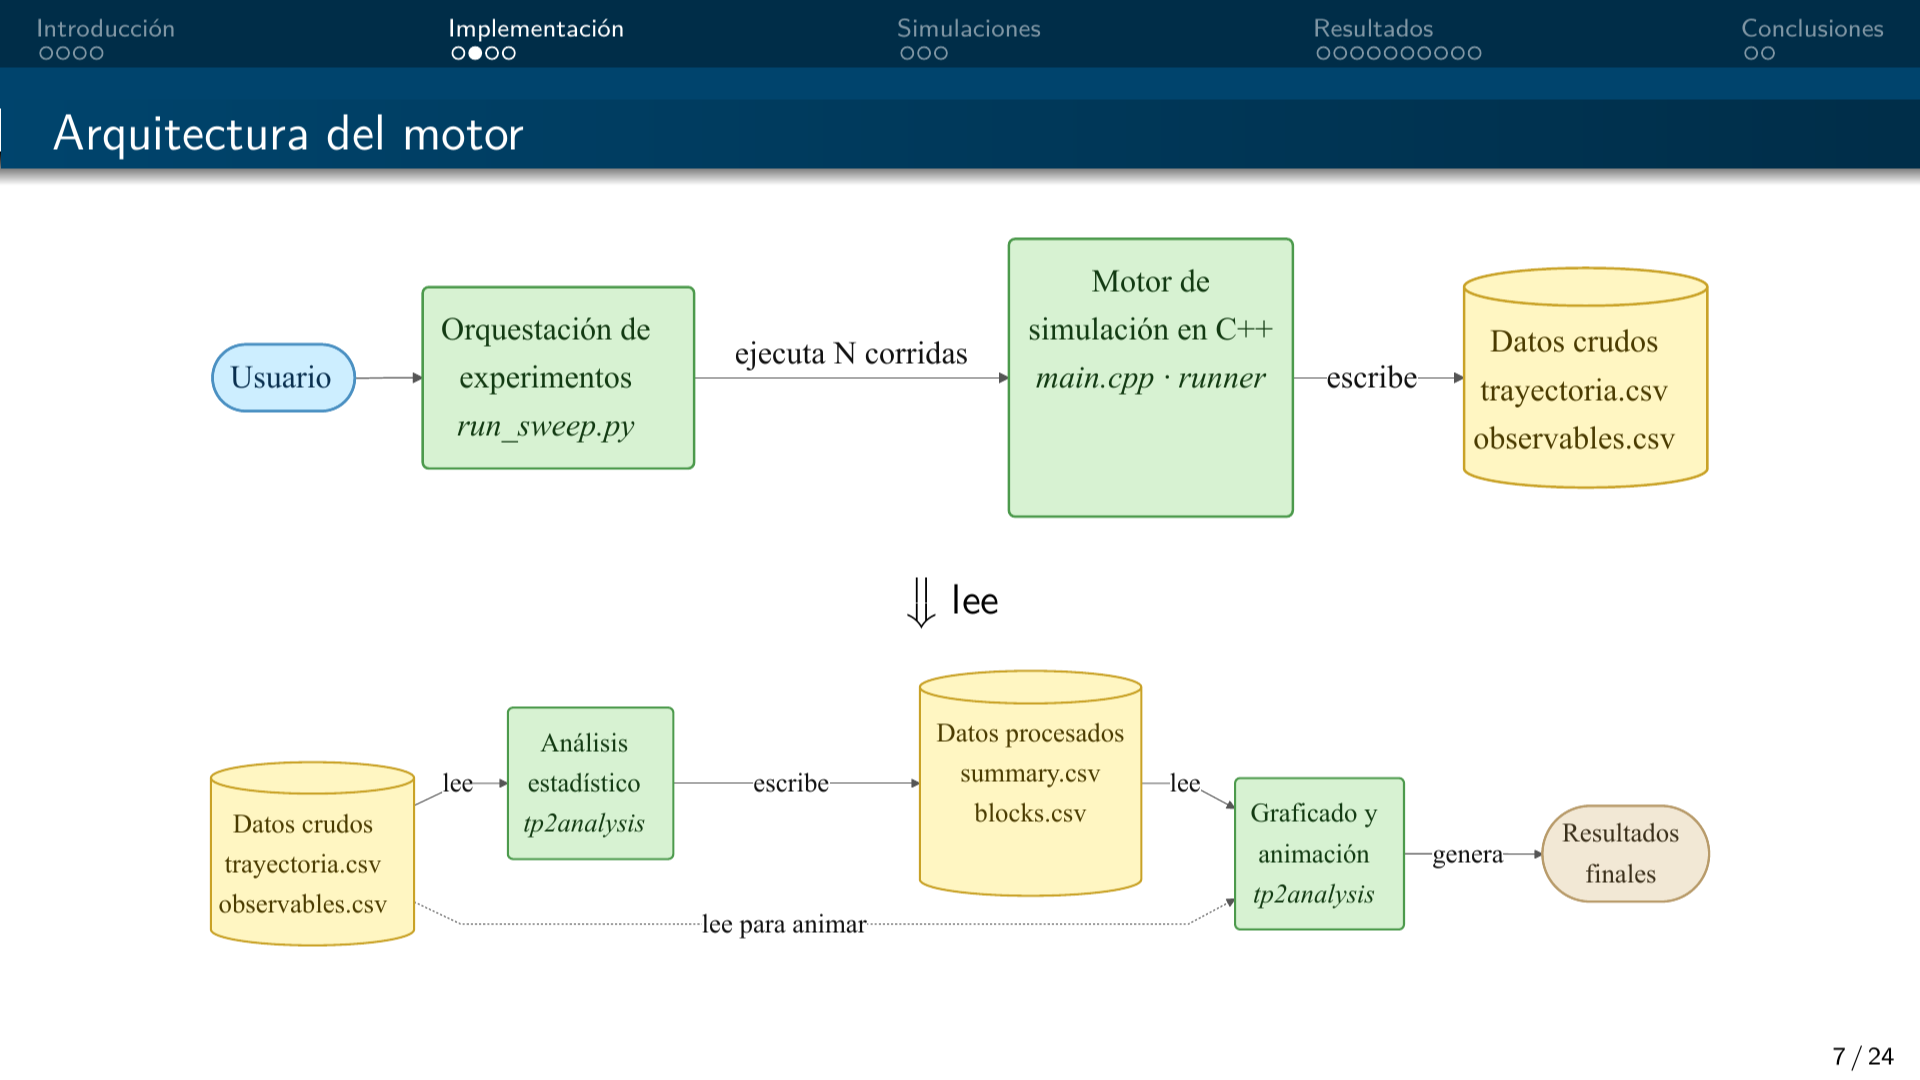 Introducción
Implementación
Simulaciones
Resultados
Conclusiones
Arquitectura del motor
Usuario
Orquestación de
experimentos
run_sweep.py
ejecuta N corridas
Motor de
simulación en C++
main.cpp · runner
escribe
Datos crudos
trayectoria.csv
observables.csv
⇓ lee
Datos crudos
trayectoria.csv
observables.csv
lee
Análisis
estadístico
tp2analysis
escribe
Datos procesados
summary.csv
blocks.csv
lee
lee para animar
Graficado y
animación
tp2analysis
genera
Resultados
finales
7 / 24